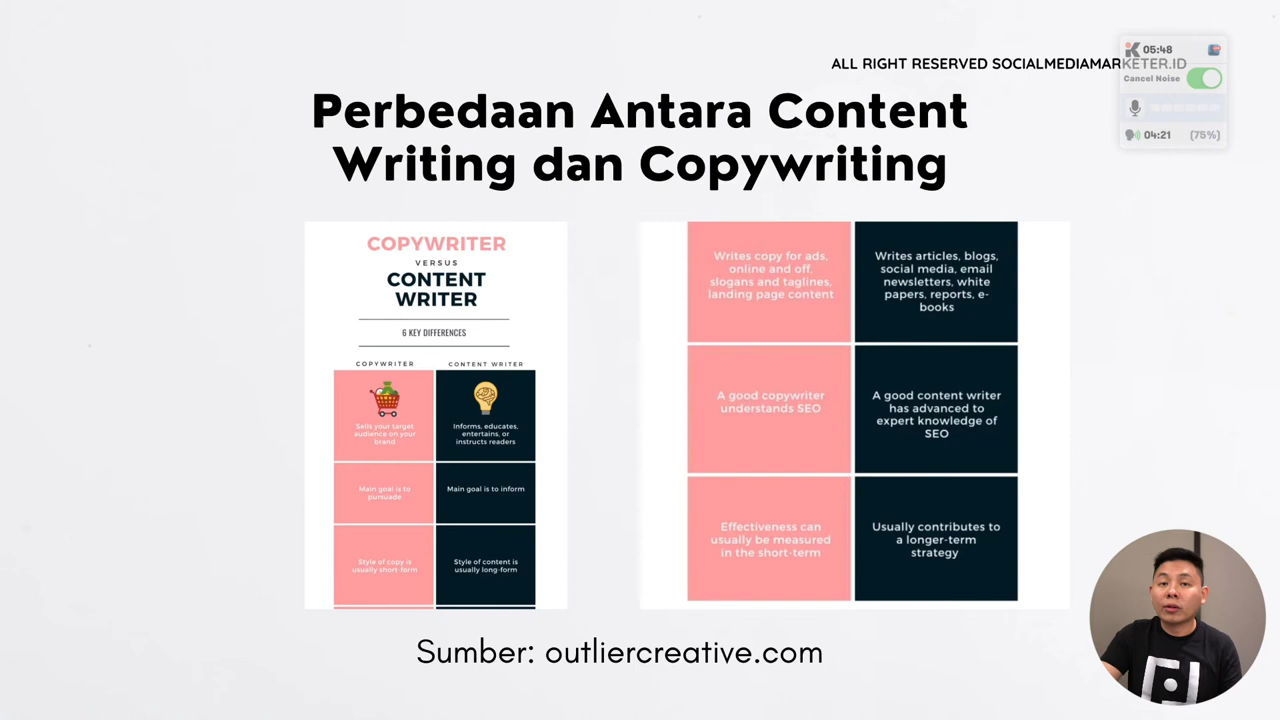 ALL RIGHT RESERVED SOCIALMEDIAMARKETER.ID
05:48
Cancel Noise
04:21 (75%)
Perbedaan Antara Content
Writing dan Copywriting
COPYWRITER
VERSUS
CONTENT
WRITER
6 KEY DIFFERENCES
COPYWRITER CONTENT WRITER
Sells your target
audience on your
brand
Informs, educates,
entertains, or
instructs readers
Main goal is to
pursuade
Main goal is to inform
Style of copy is
usually short-form
Style of content is
usually long-form
Writes copy for ads,
online and off,
slogans and taglines,
landing page content
Writes articles, blogs,
social media, email
newsletters, white
papers, reports, e-
books
A good copywriter
understands SEO
A good content writer
has advanced to
expert knowledge of
SEO
Effectiveness can
usually be measured
in the short-term
Usually contributes to
a longer-term
strategy
Sumber: outliercreative.com